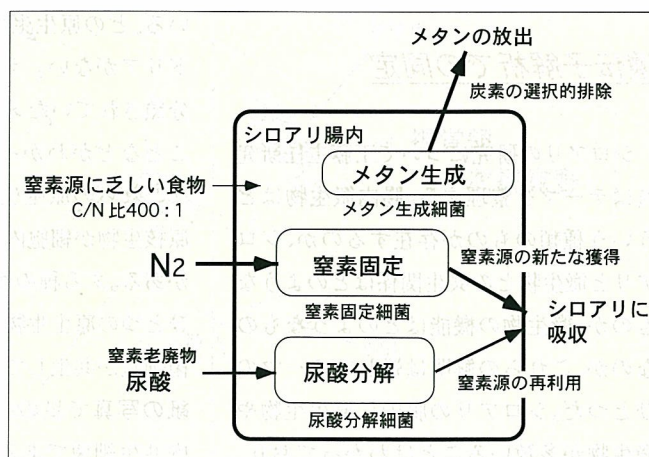 メタンの放出
炭素の選択的排除
シロアリ腸内
メタン生成
メタン生成細菌
窒素源に乏しい食物
C/N 比400：1
N2
窒素固定
窒素固定細菌
窒素源の新たな獲得
シロアリに
吸収
窒素老廃物
尿酸
尿酸分解
尿酸分解細菌
窒素源の再利用